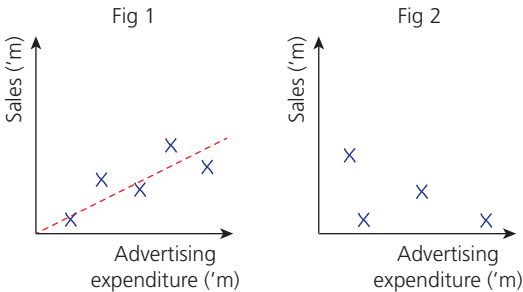 Fig 1
Sales ('m)
Advertising
expenditure ('m)
Fig 2
Sales ('m)
Advertising
expenditure ('m)